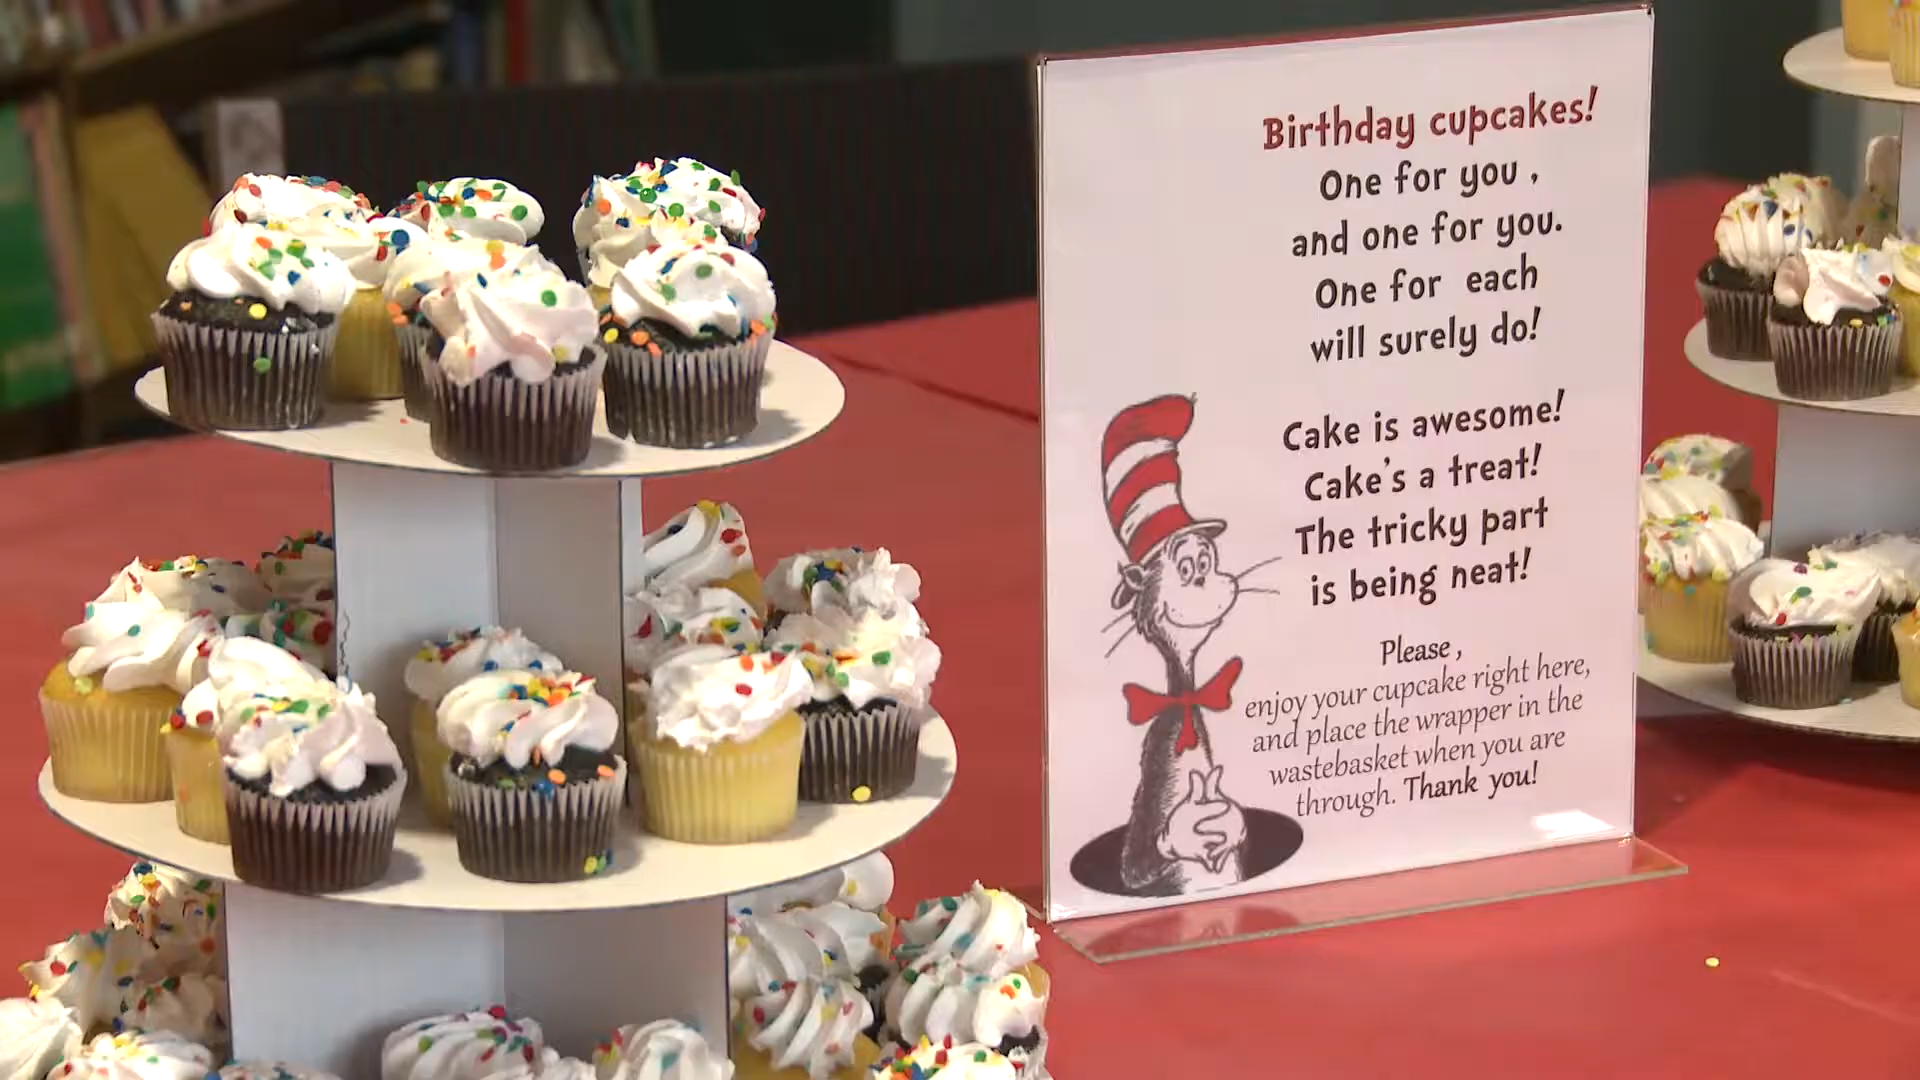 Birthday cupcakes!
One for you ,
and one for you.
One for each
will surely do!
Cake is awesome!
Cake's a treat!
The tricky part
is being neat!
Please,
enjoy your cupcake right here,
and place the wrapper in the
wastebasket when you are
through. Thank you!